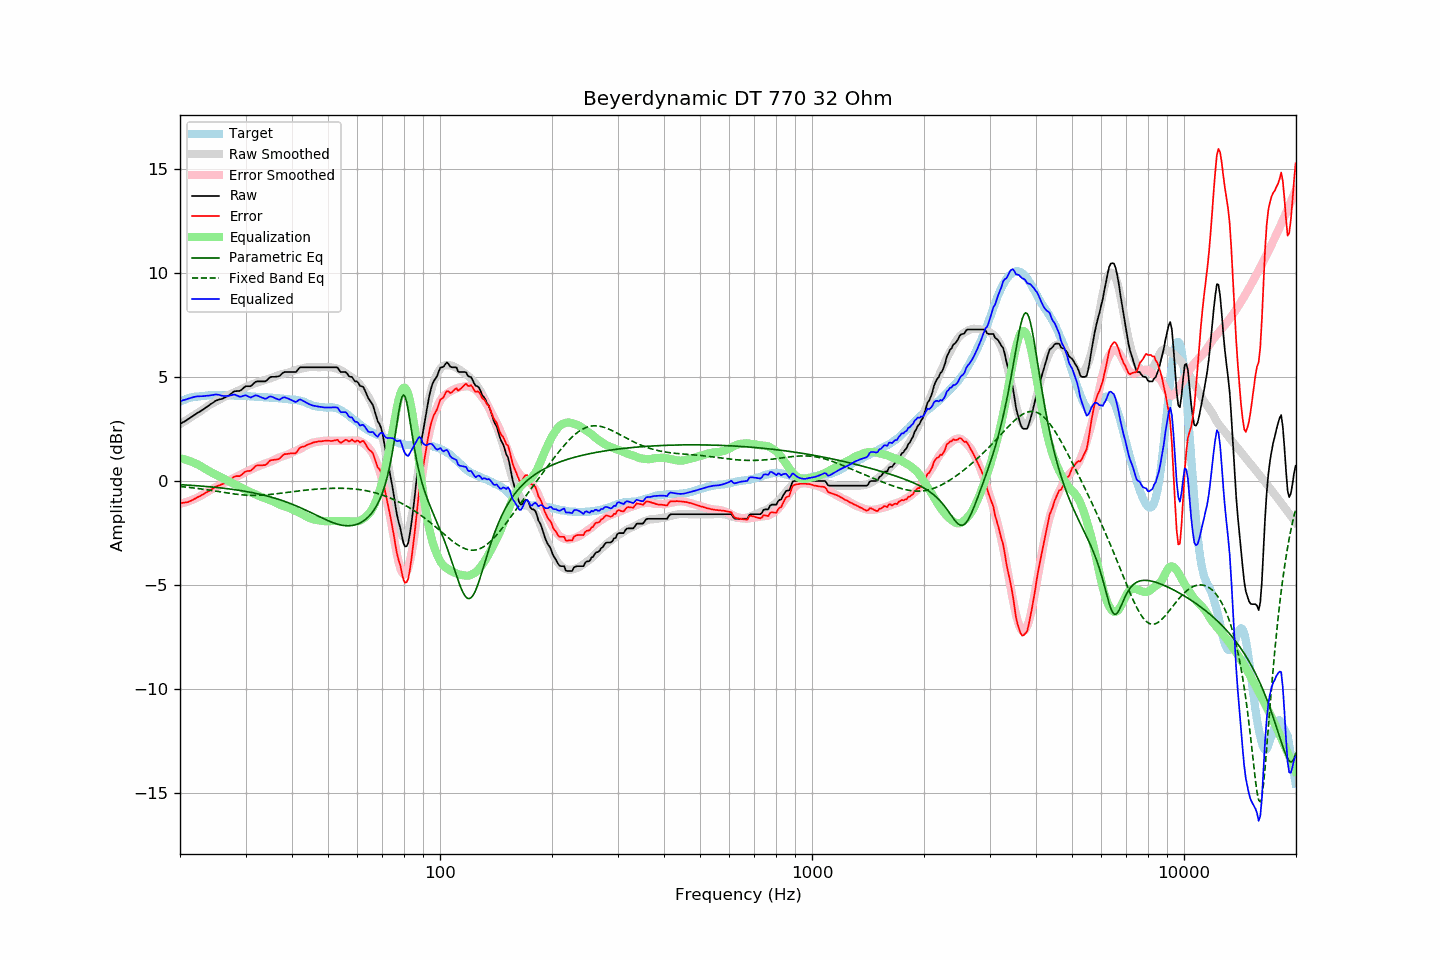 Beyerdynamic DT 770 32 Ohm
Target
Raw Smoothed
Error Smoothed
Raw
Error
Equalization
Parametric Eq
Fixed Band Eq
Equalized
Amplitude (dBr)
15
10
5
0
−5
−10
−15
100
1000
10000
Frequency (Hz)